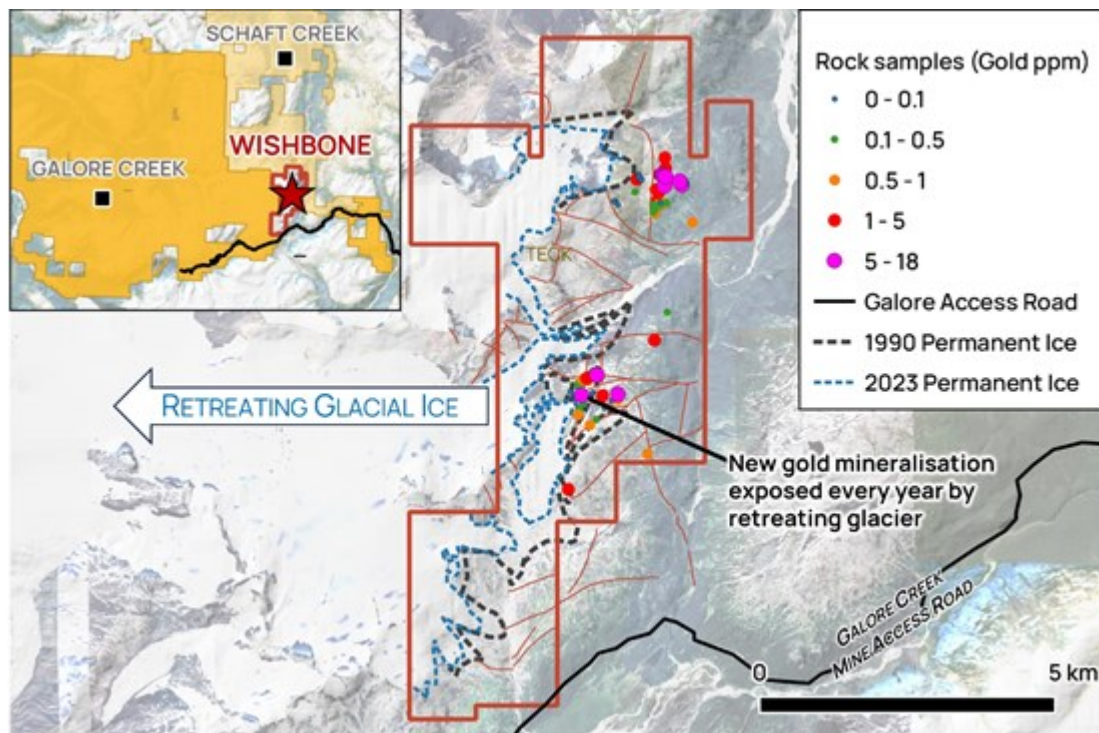 SCHAFT CREEK
WISHBONE
GALORE CREEK
Rock samples (Gold ppm)
0 - 0.1
0.1 - 0.5
0.5 - 1
1 - 5
5 - 18
Galore Access Road
1990 Permanent Ice
2023 Permanent Ice
TECK
RETREATING GLACIAL ICE
New gold mineralisation
exposed every year by
retreating glacier
GALORE CREEK
MINE ACCESS ROAD
0
5 km